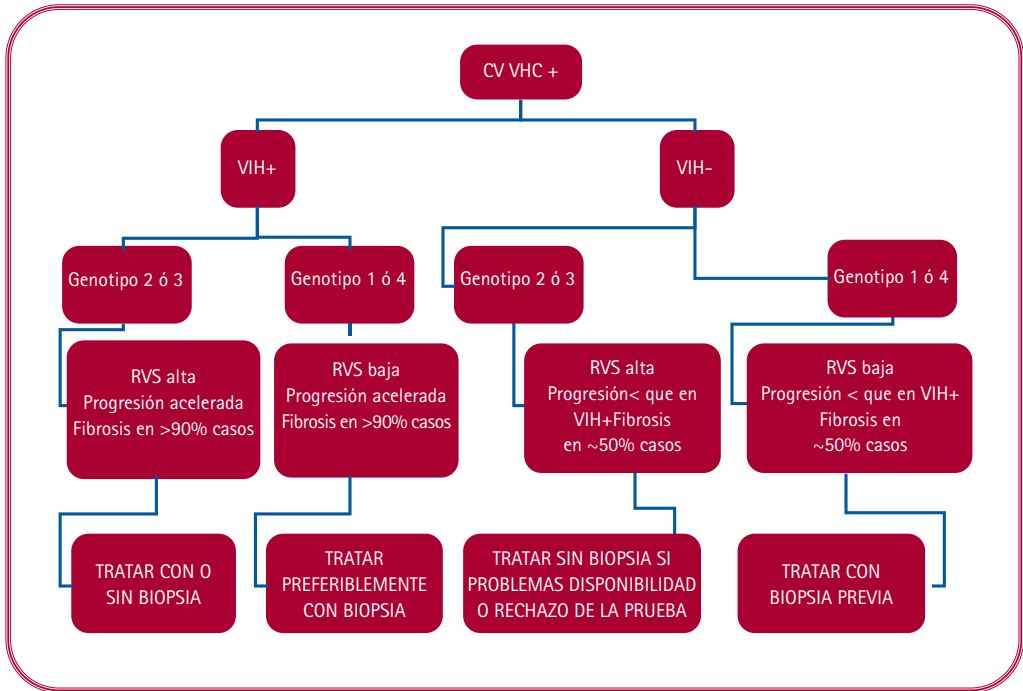 CV VHC +
VIH+
VIH-
Genotipo 2 ó 3
Genotipo 1 ó 4
Genotipo 2 ó 3
Genotipo 1 ó 4
RVS alta
Progresión acelerada
Fibrosis en >90% casos
RVS baja
Progresión acelerada
Fibrosis en >90% casos
RVS alta
Progresión< que en
VIH+Fibrosis
en ~50% casos
RVS baja
Progresión < que en VIH+
Fibrosis en
~50% casos
TRATAR CON O
SIN BIOPSIA
TRATAR
PREFERIBLEMENTE
CON BIOPSIA
TRATAR SIN BIOPSIA SI
PROBLEMAS DISPONIBILIDAD
O RECHAZO DE LA PRUEBA
TRATAR CON
BIOPSIA PREVIA